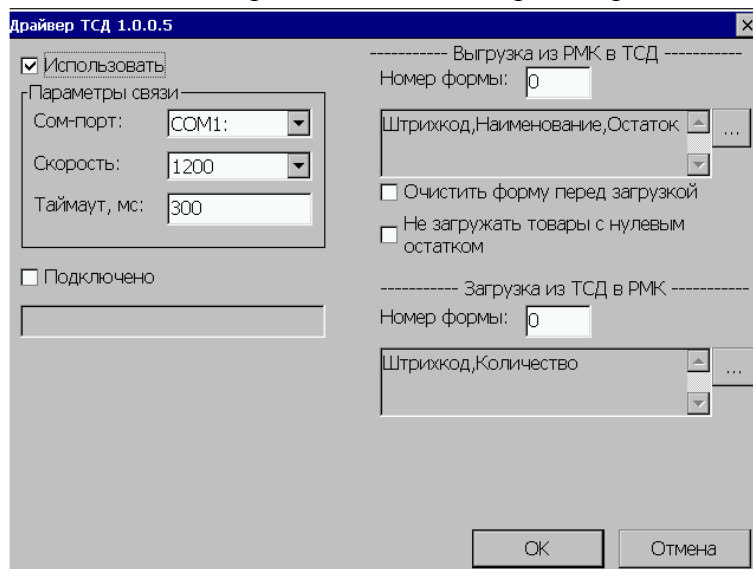 Драйвер ТСД 1.0.0.5
Использовать
Параметры связи
Сом-порт: COM1:
Скорость: 1200
Таймаут, мс: 300
Подключено
---------- Выгрузка из РМК в ТСД ----------
Номер формы: 0
Штрихкод,Наименование,Остаток
...
Очистить форму перед загрузкой
Не загружать товары с нулевым
остатком
---------- Загрузка из ТСД в РМК ----------
Номер формы: 0
Штрихкод,Количество
...
OK
Отмена